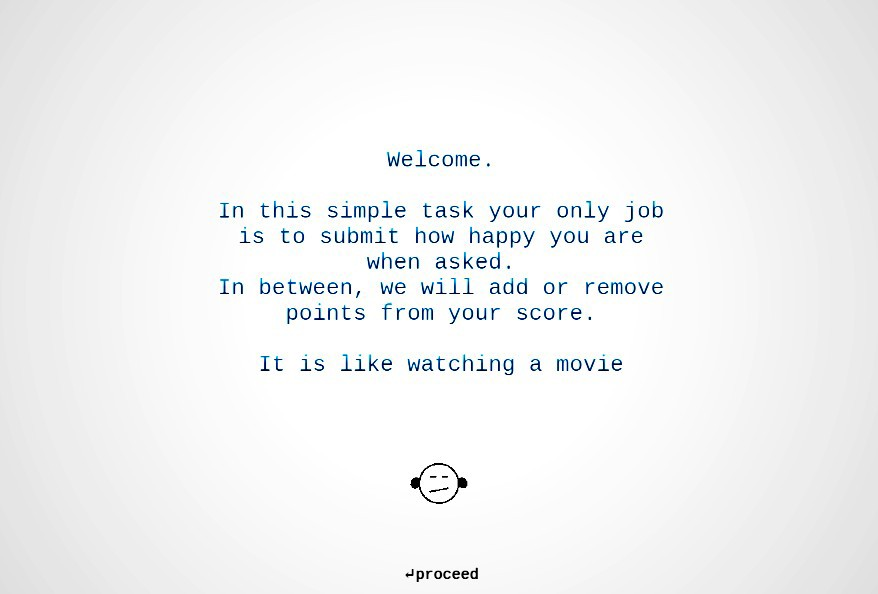 Welcome.
In this simple task your only job
is to submit how happy you are
when asked.
In between, we will add or remove
points from your score.
It is like watching a movie
↵proceed